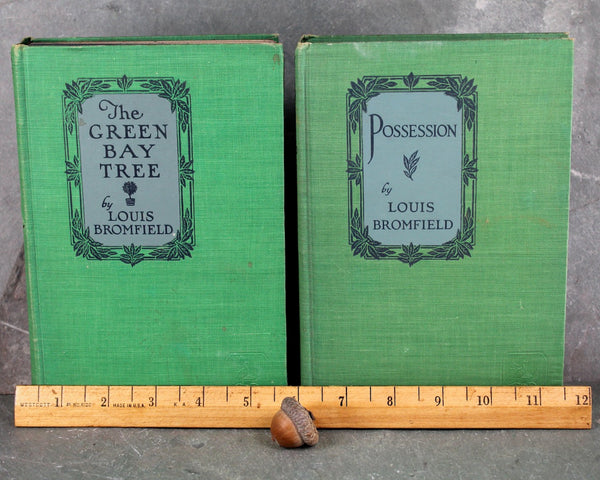 The
GREEN
BAY
TREE
by
LOUIS
BROMFIELD
POSSESSION
by
LOUIS
BROMFIELD
1 2 3 4 5 7 8 9 10 11 12
WESTCOTT MADE IN U.S.A.